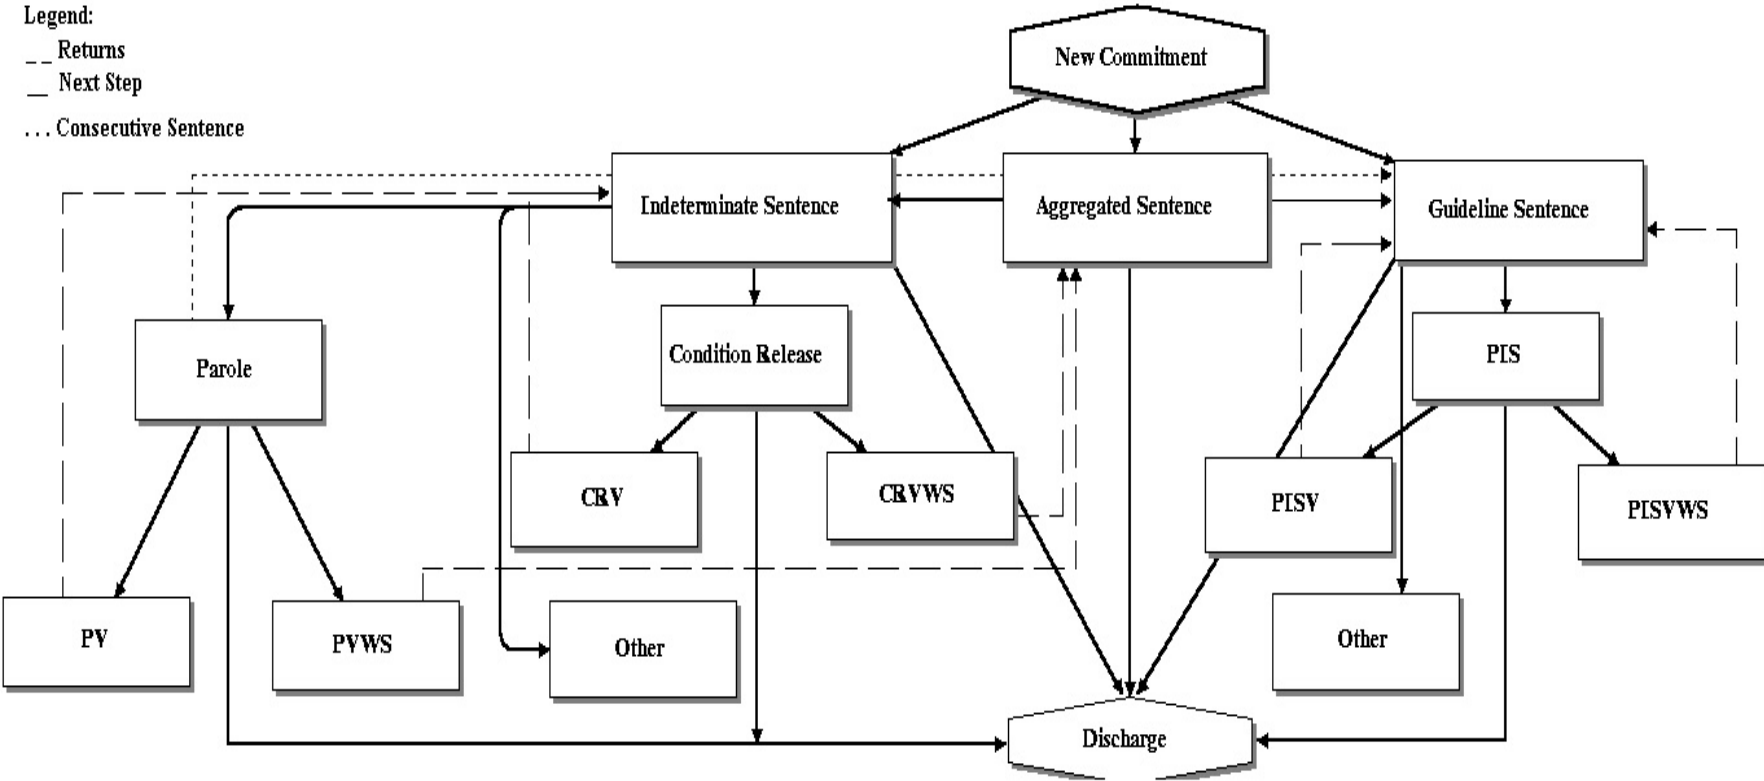 Legend:
_ _ Returns
__ Next Step
. . . Consecutive Sentence
New Commitment
Indeterminate Sentence
Aggregated Sentence
Guideline Sentence
Parole
Condition Release
PIS
CRV
CRVWS
PISV
PISVWS
PV
PVWS
Other
Other
Discharge